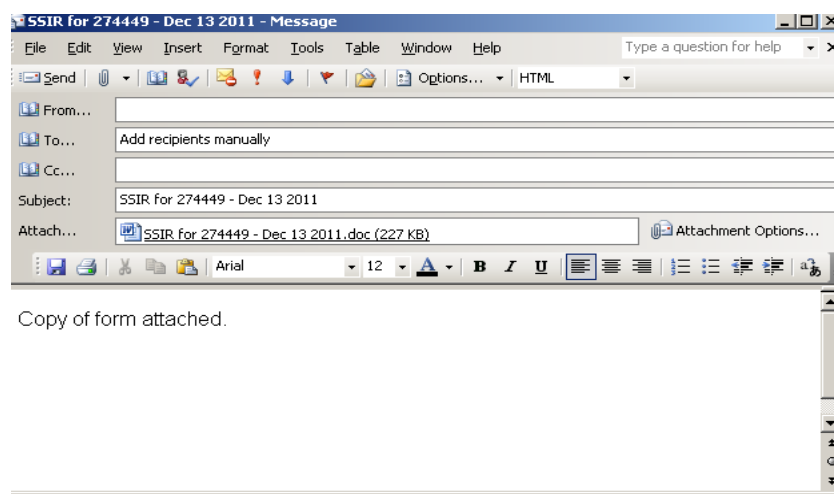 SSIR for 274449 - Dec 13 2011 - Message
File Edit View Insert Format Tools Table Window Help Type a question for help
Send Options... HTML
From...
To... Add recipients manually
Cc...
Subject: SSIR for 274449 - Dec 13 2011
Attach... SSIR for 274449 - Dec 13 2011.doc (227 KB) Attachment Options...
Arial 12 A B I U
Copy of form attached.